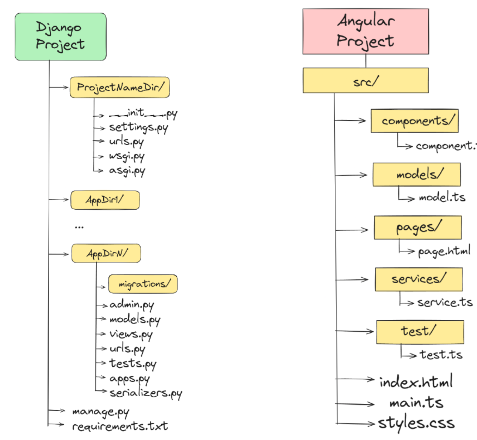 Django
Project
ProjectNameDir/
__init__.py
settings.py
urls.py
wsgi.py
asgi.py
AppDir1/
...
AppDirN/
migrations/
admin.py
models.py
views.py
urls.py
tests.py
apps.py
serializers.py
manage.py
requirements.txt
Angular
Project
src/
components/
component.t
models/
model.ts
pages/
page.html
services/
service.ts
test/
test.ts
index.html
main.ts
styles.css